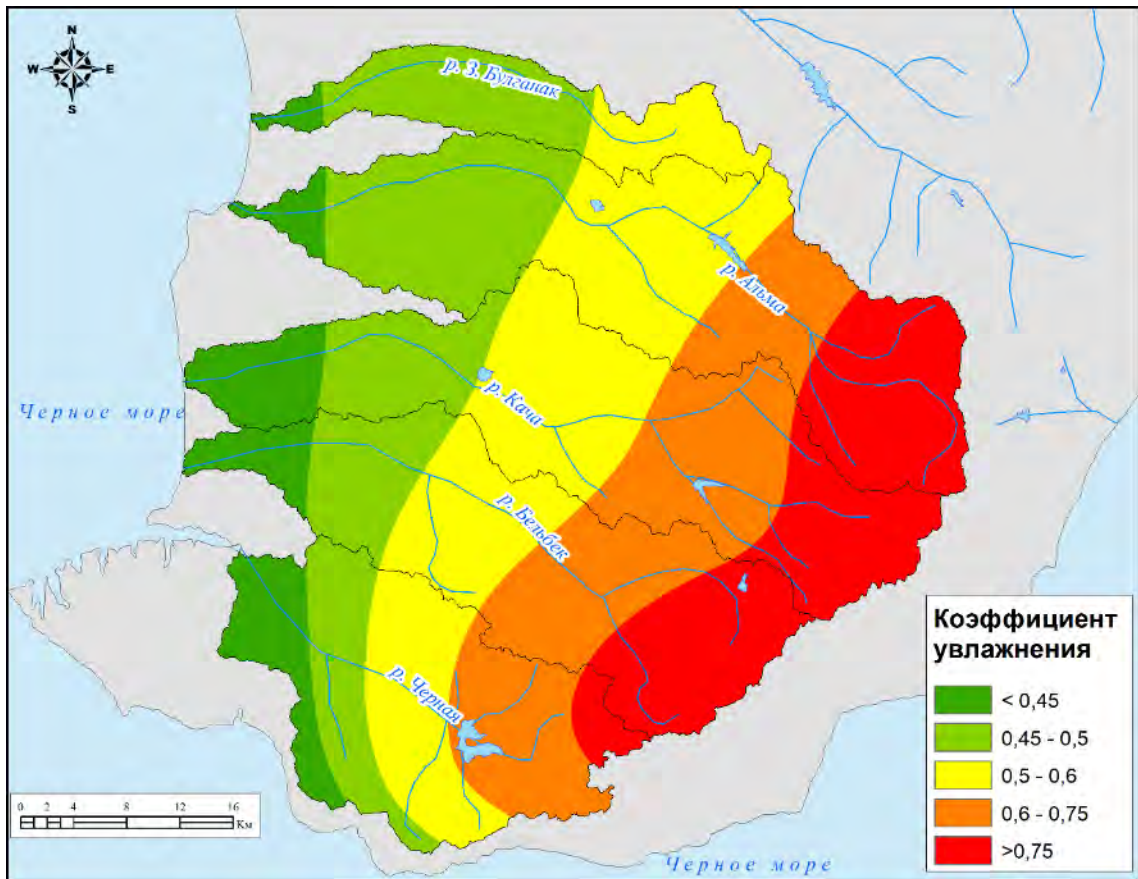 N
W E
S
р. З. Булганак
р. Альма
р. Кача
Черное море
р. Бельбек
р. Черная
Коэффициент
увлажнения
< 0,45
0,45 - 0,5
0,5 - 0,6
0,6 - 0,75
>0,75
0 2 4 8 12 16
Км
Черное море